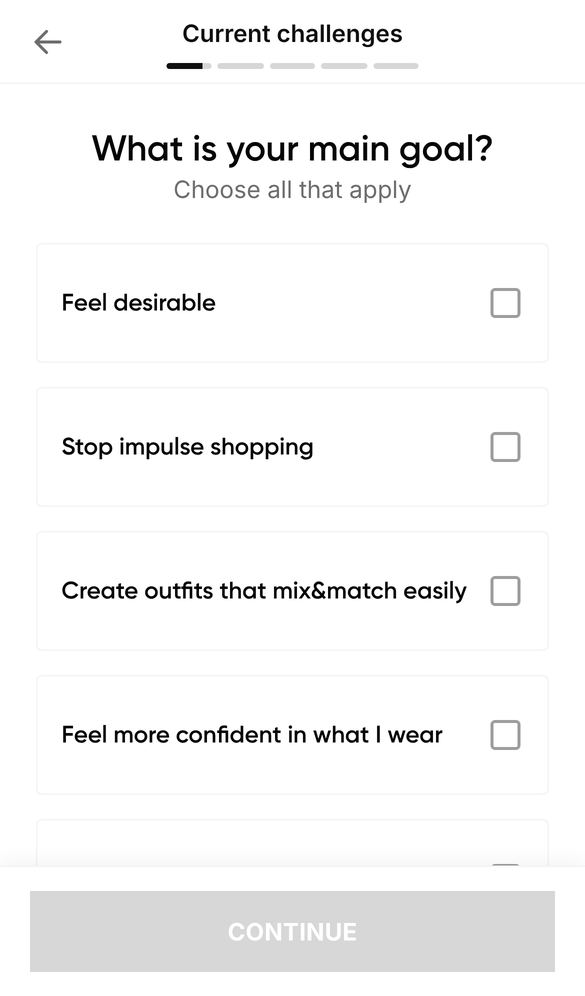 Current challenges
What is your main goal?
Choose all that apply
Feel desirable
Stop impulse shopping
Create outfits that mix&match easily
Feel more confident in what I wear
CONTINUE